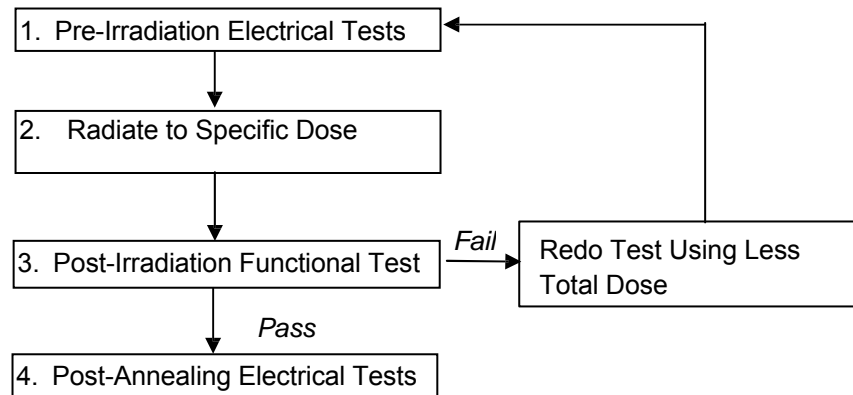 1. Pre-Irradiation Electrical Tests
2. Radiate to Specific Dose
3. Post-Irradiation Functional Test
Fail
Redo Test Using Less
Total Dose
Pass
4. Post-Annealing Electrical Tests